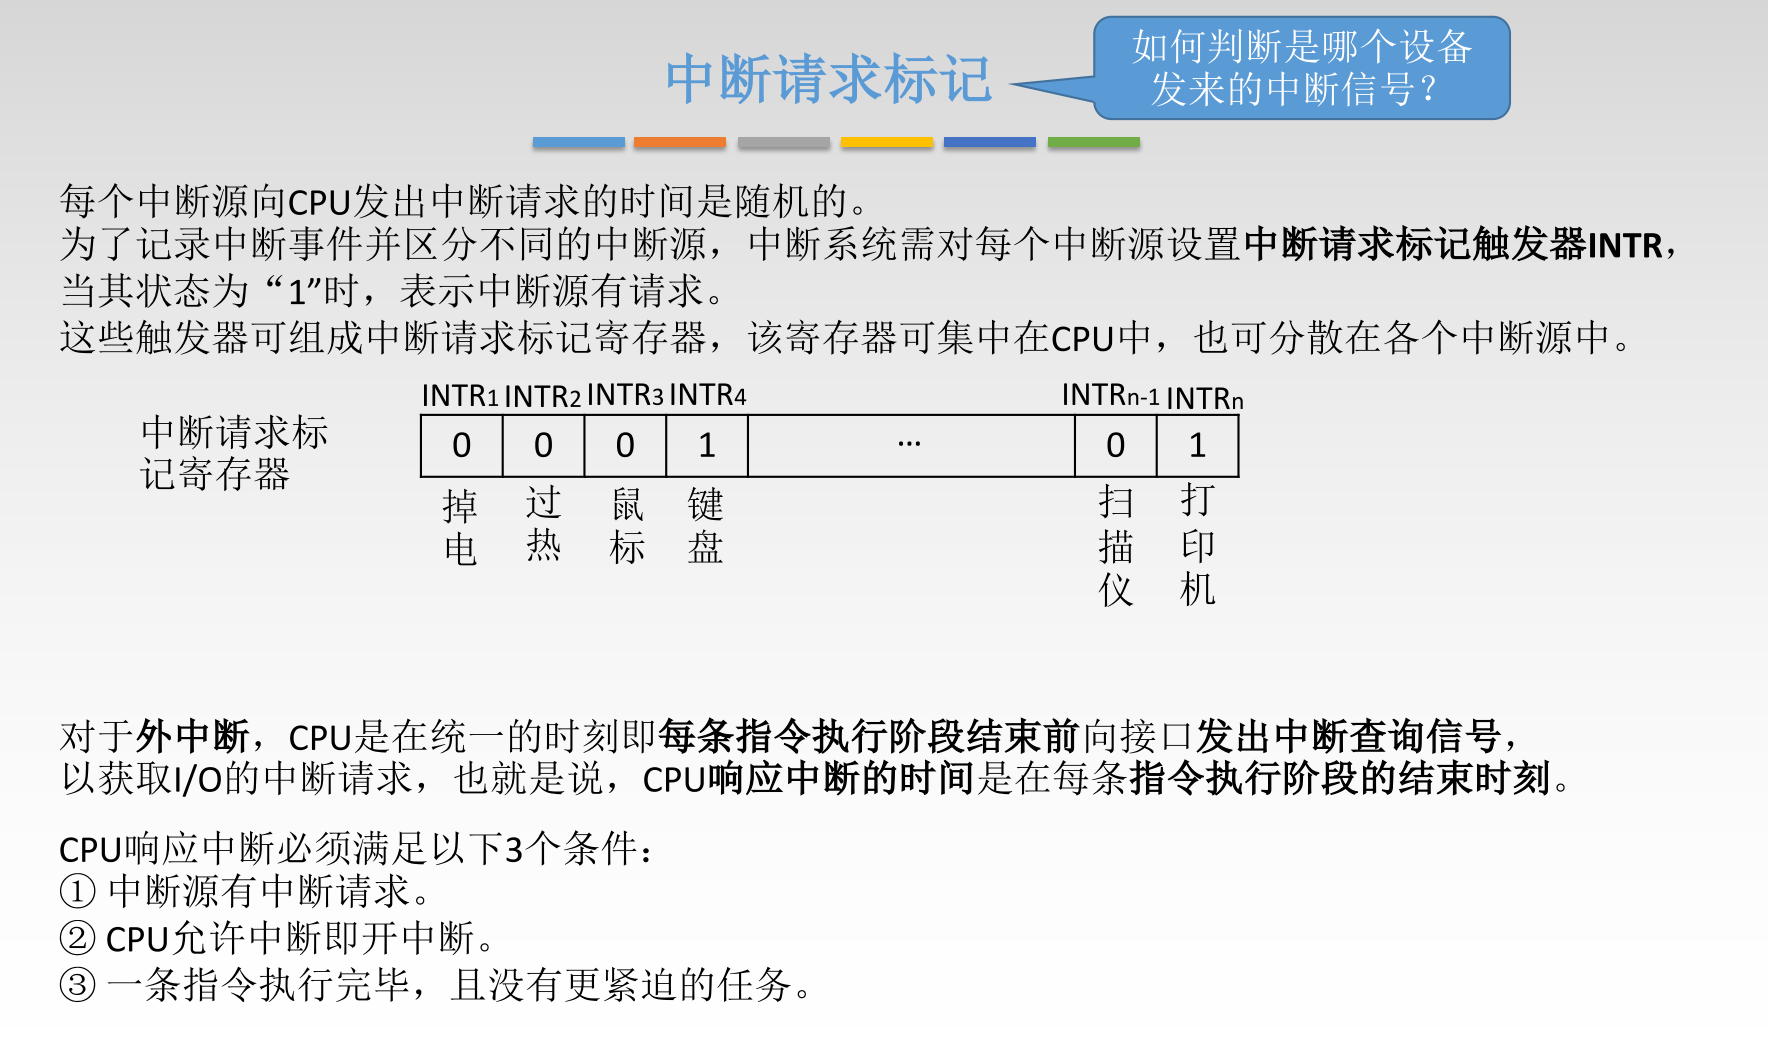 中断请求标记
如何判断是哪个设备
发来的中断信号？
每个中断源向CPU发出中断请求的时间是随机的。
为了记录中断事件并区分不同的中断源，中断系统需对每个中断源设置中断请求标记触发器INTR，
当其状态为“1”时，表示中断源有请求。
这些触发器可组成中断请求标记寄存器，该寄存器可集中在CPU中，也可分散在各个中断源中。
INTR1 INTR2 INTR3 INTR4 INTRn-1 INTRn
中断请求标
记寄存器
0 0 0 1 … 0 1
掉电 过热 鼠标 键盘 扫描仪 打印机
对于外中断，CPU是在统一的时刻即每条指令执行阶段结束前向接口发出中断查询信号，
以获取I/O的中断请求，也就是说，CPU响应中断的时间是在每条指令执行阶段的结束时刻。
CPU响应中断必须满足以下3个条件：
① 中断源有中断请求。
② CPU允许中断即开中断。
③ 一条指令执行完毕，且没有更紧迫的任务。